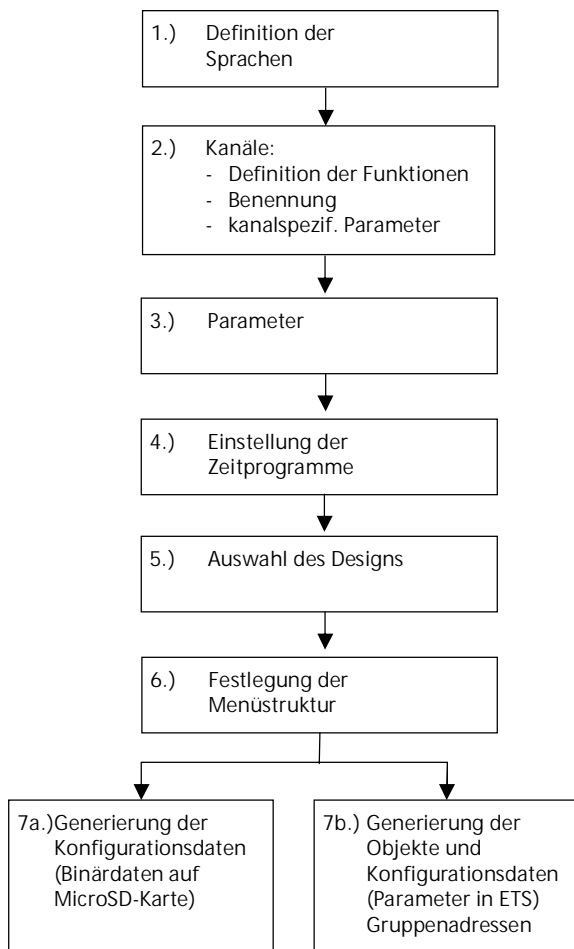 1.) Definition der
Sprachen
2.) Kanäle:
- Definition der Funktionen
- Benennung
- kanalspezif. Parameter
3.) Parameter
4.) Einstellung der
Zeitprogramme
5.) Auswahl des Designs
6.) Festlegung der
Menüstruktur
7a.)Generierung der
Konfigurationsdaten
(Binärdaten auf
MicroSD-Karte)
7b.) Generierung der
Objekte und
Konfigurationsdaten
(Parameter in ETS)
Gruppenadressen